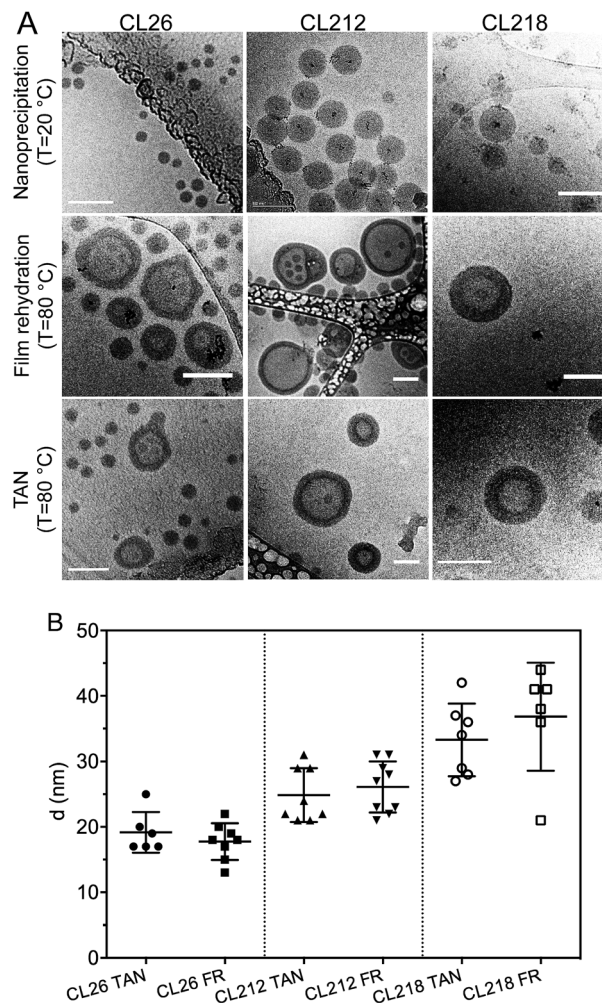 A
CL26
CL212
CL218
Nanoprecipitation
(T=20 °C)
Film rehydration
(T=80 °C)
TAN
(T=80 °C)
B
50
40
30
20
10
0
d (nm)
CL26 TAN
CL26 FR
CL212 TAN
CL212 FR
CL218 TAN
CL218 FR